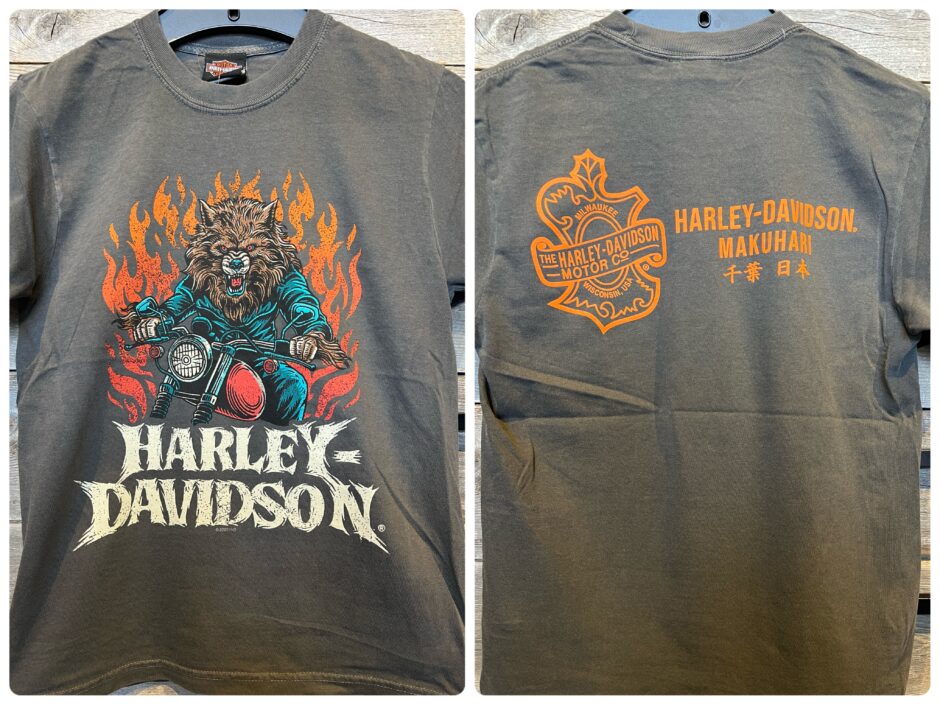 HARLEY-
DAVIDSON®
MILWAUKEE
THE HARLEY-DAVIDSON
MOTOR CO
WISCONSIN, USA
®
HARLEY-DAVIDSON®
MAKUHARI
千葉 日本